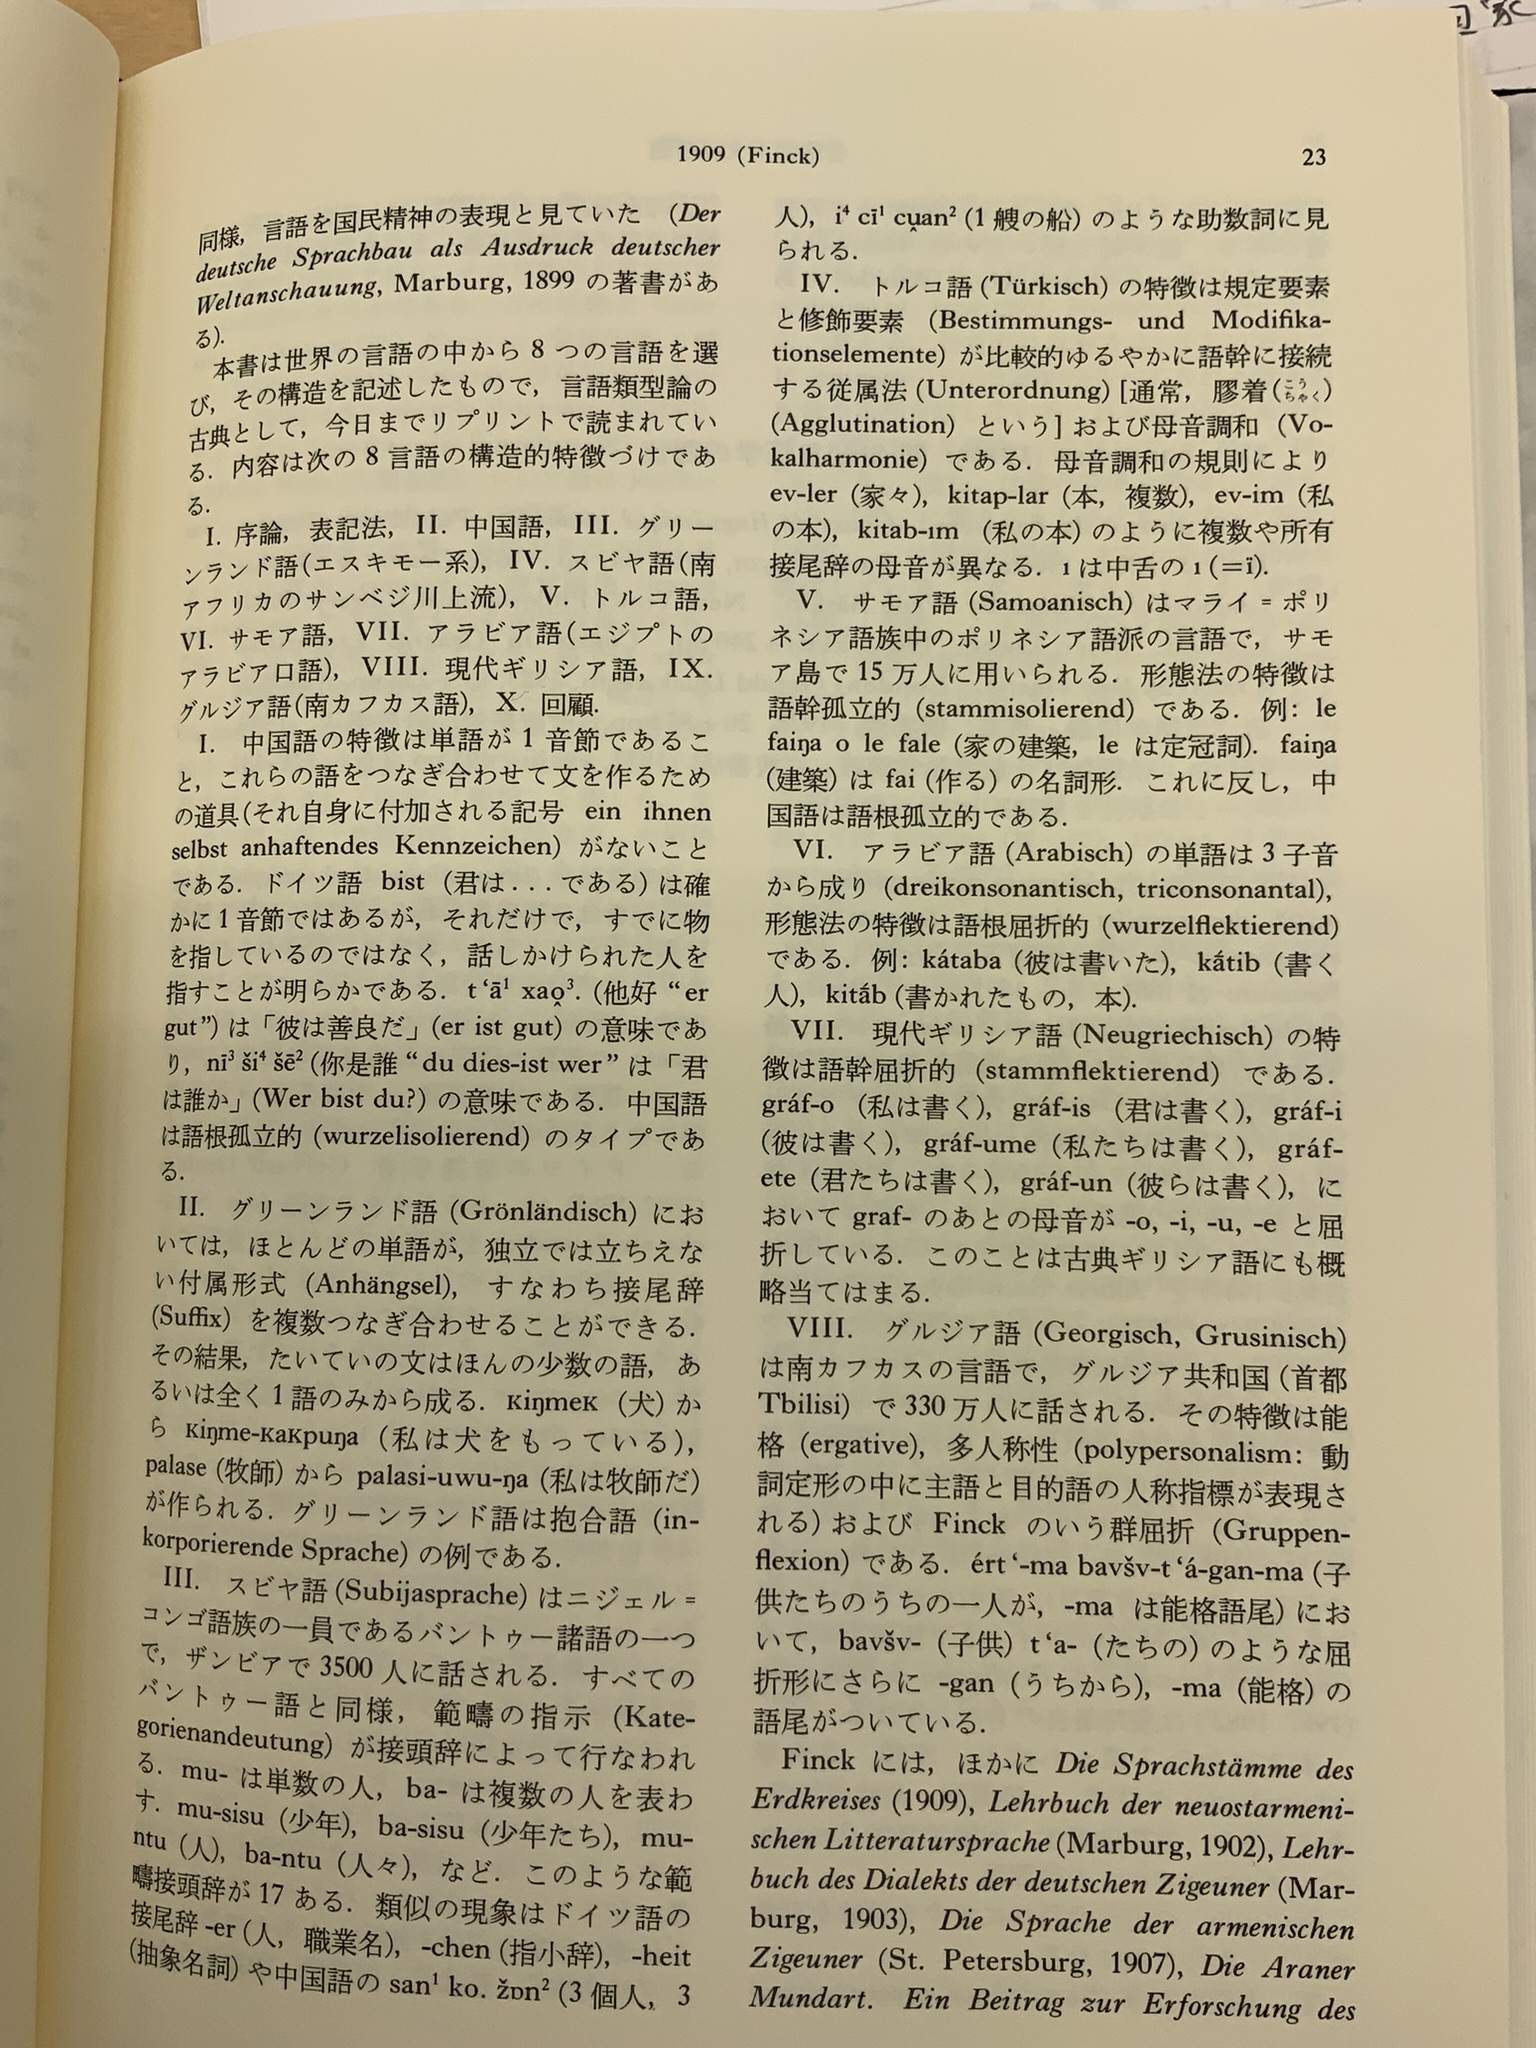 1909 (Finck)
23
同様，言語を国民精神の表現と見ていた (Der
deutsche Sprachbau als Ausdruck deutscher
Weltanschauung, Marburg, 1899 の著書があ
る).
本書は世界の言語の中から 8 つの言語を選
び，その構造を記述したもので，言語類型論の
古典として，今日までリプリントで読まれてい
る．内容は次の 8 言語の構造的特徴づけであ
る．
I. 序論，表記法，II. 中国語，III. グリー
ンランド語(エスキモー系)，IV. スビヤ語(南
アフリカのサンベジ川上流)，V. トルコ語，
VI. サモア語，VII. アラビア語(エジプトの
アラビア口語)，VIII. 現代ギリシア語，IX.
グルジア語(南カフカス語)，X. 回顧.
I. 中国語の特徴は単語が 1 音節であるこ
と，これらの語をつなぎ合わせて文を作るため
の道具(それ自身に付加される記号 ein ihnen
selbst anhaftendes Kennzeichen) がないこと
である．ドイツ語 bist (君は...である) は確
かに 1 音節ではあるが，それだけで，すでに物
を指しているのではなく，話しかけられた人を
指すことが明らかである．t‘ā¹ xao̯³. (他好 “er
gut”) は「彼は善良だ」(er ist gut) の意味であ
り，nī³ ši⁴ šē² (你是誰 “du dies-ist wer” は「君
は誰か」(Wer bist du?) の意味である．中国語
は語根孤立的 (wurzelisolierend) のタイプであ
る．
II. グリーンランド語 (Grönländisch) にお
いては，ほとんどの単語が，独立では立ちえな
い付属形式 (Anhängsel)，すなわち接尾辞
(Suffix) を複数つなぎ合わせることができる．
その結果，たいていの文はほんの少数の語，あ
るいは全く 1 語のみから成る．ĸiŋmeĸ (犬) か
ら ĸiŋme-ĸaĸpuŋa (私は犬をもっている)，
palase (牧師) から palasi-uwu-ŋa (私は牧師だ)
が作られる．グリーンランド語は抱合語 (in-
korporierende Sprache) の例である．
III. スビヤ語 (Subijasprache) はニジェル＝
コンゴ語族の一員であるバントゥー諸語の一つ
で，ザンビアで 3500 人に話される．すべての
バントゥー語と同様，範疇の指示 (Kate-
gorienandeutung) が接頭辞によって行なわれ
る．mu- は単数の人，ba- は複数の人を表わ
す．mu-sisu (少年)，ba-sisu (少年たち)，mu-
ntu (人)，ba-ntu (人々)，など．このような範
疇接頭辞が 17 ある．類似の現象はドイツ語の
接尾辞 -er (人，職業名)，-chen (指小辞)，-heit
(抽象名詞) や中国語の san¹ ko. žɒn² (3 個人，3
人)，i⁴ cī¹ cu̯an² (1 艘の船) のような助数詞に見
られる．
IV. トルコ語 (Türkisch) の特徴は規定要素
と修飾要素 (Bestimmungs- und Modifika-
tionselemente) が比較的ゆるやかに語幹に接続
する従属法 (Unterordnung) [通常，膠着(こうちゃく)
(Agglutination) という] および母音調和 (Vo-
kalharmonie) である．母音調和の規則により
ev-ler (家々)，kitap-lar (本，複数)，ev-im (私
の本)，kitab-ım (私の本) のように複数や所有
接尾辞の母音が異なる．ı は中舌の ı (=ï).
V. サモア語 (Samoanisch) はマライ＝ポリ
ネシア語族中のポリネシア語派の言語で，サモ
ア島で 15 万人に用いられる．形態法の特徴は
語幹孤立的 (stammisolierend) である．例：le
faiŋa o le fale (家の建築，le は定冠詞)．faiŋa
(建築) は fai (作る) の名詞形．これに反し，中
国語は語根孤立的である．
VI. アラビア語 (Arabisch) の単語は 3 子音
から成り (dreikonsonantisch, triconsonantal)，
形態法の特徴は語根屈折的 (wurzelflektierend)
である．例：kátaba (彼は書いた)，kā́tib (書く
人)，kitā́b (書かれたもの，本).
VII. 現代ギリシア語 (Neugriechisch) の特
徴は語幹屈折的 (stammflektierend) である．
gráf-o (私は書く)，gráf-is (君は書く)，gráf-i
(彼は書く)，gráf-ume (私たちは書く)，gráf-
ete (君たちは書く)，gráf-un (彼らは書く)，に
おいて graf- のあとの母音が -o, -i, -u, -e と屈
折している．このことは古典ギリシア語にも概
略当てはまる．
VIII. グルジア語 (Georgisch, Grusinisch)
は南カフカスの言語で，グルジア共和国 (首都
Tbilisi) で 330 万人に話される．その特徴は能
格 (ergative)，多人称性 (polypersonalism: 動
詞定形の中に主語と目的語の人称指標が表現さ
れる) および Finck のいう群屈折 (Gruppen-
flexion) である．ért‘-ma bavšv-t‘á-gan-ma (子
供たちのうちの一人が，-ma は能格語尾) にお
いて，bavšv- (子供) t‘a- (たちの) のような屈
折形にさらに -gan (うちから)，-ma (能格) の
語尾がついている．
Finck には，ほかに Die Sprachstämme des
Erdkreises (1909), Lehrbuch der neuostarmeni-
schen Litteratursprache (Marburg, 1902), Lehr-
buch des Dialekts der deutschen Zigeuner (Mar-
burg, 1903), Die Sprache der armenischen
Zigeuner (St. Petersburg, 1907), Die Araner
Mundart. Ein Beitrag zur Erforschung des